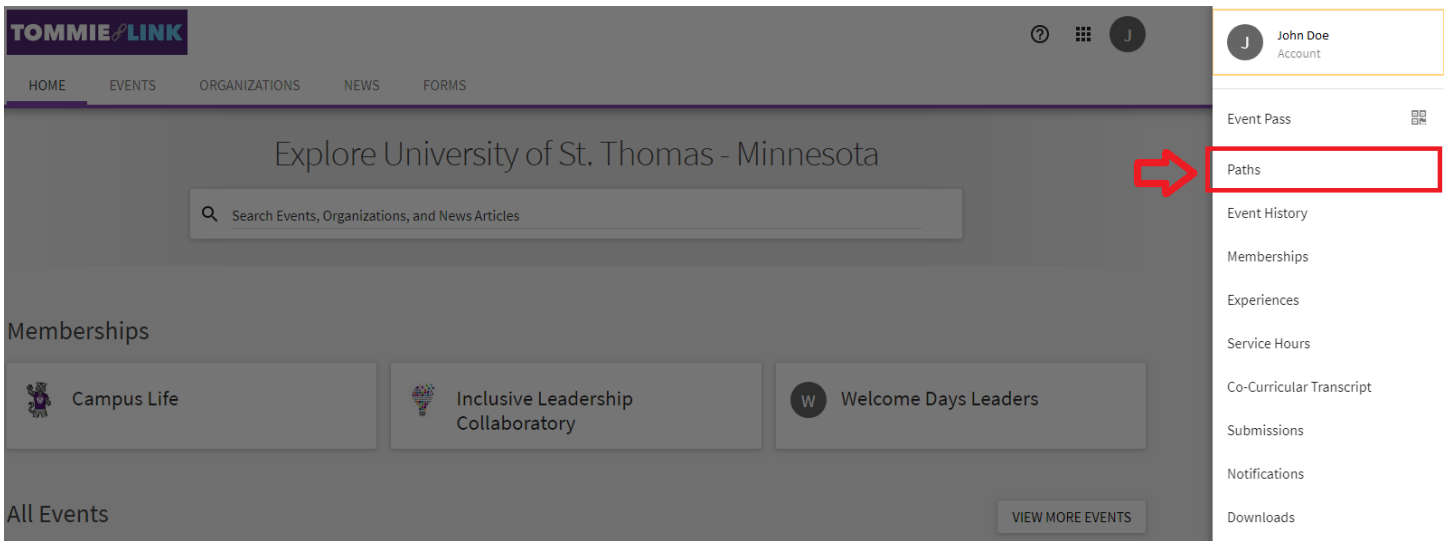 TOMMIE LINK
J
HOME EVENTS ORGANIZATIONS NEWS FORMS
Explore University of St. Thomas - Minnesota
Search Events, Organizations, and News Articles
Memberships
Campus Life
Inclusive Leadership
Collaboratory
W
Welcome Days Leaders
All Events
VIEW MORE EVENTS
J
John Doe
Account
Event Pass
Paths
Event History
Memberships
Experiences
Service Hours
Co-Curricular Transcript
Submissions
Notifications
Downloads